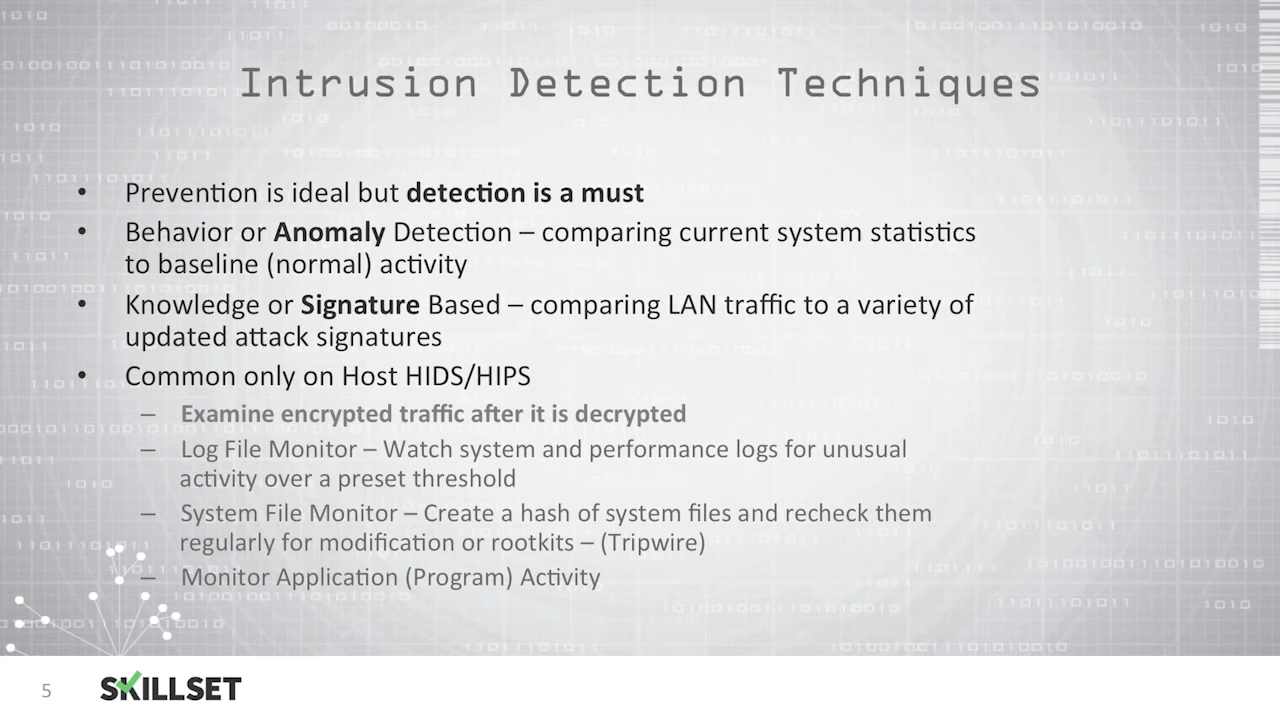 Intrusion Detection Techniques
• Prevention is ideal but detection is a must
• Behavior or Anomaly Detection – comparing current system statistics
to baseline (normal) activity
• Knowledge or Signature Based – comparing LAN traffic to a variety of
updated attack signatures
• Common only on Host HIDS/HIPS
– Examine encrypted traffic after it is decrypted
– Log File Monitor – Watch system and performance logs for unusual
activity over a preset threshold
– System File Monitor – Create a hash of system files and recheck them
regularly for modification or rootkits – (Tripwire)
– Monitor Application (Program) Activity
5
SKILLSET